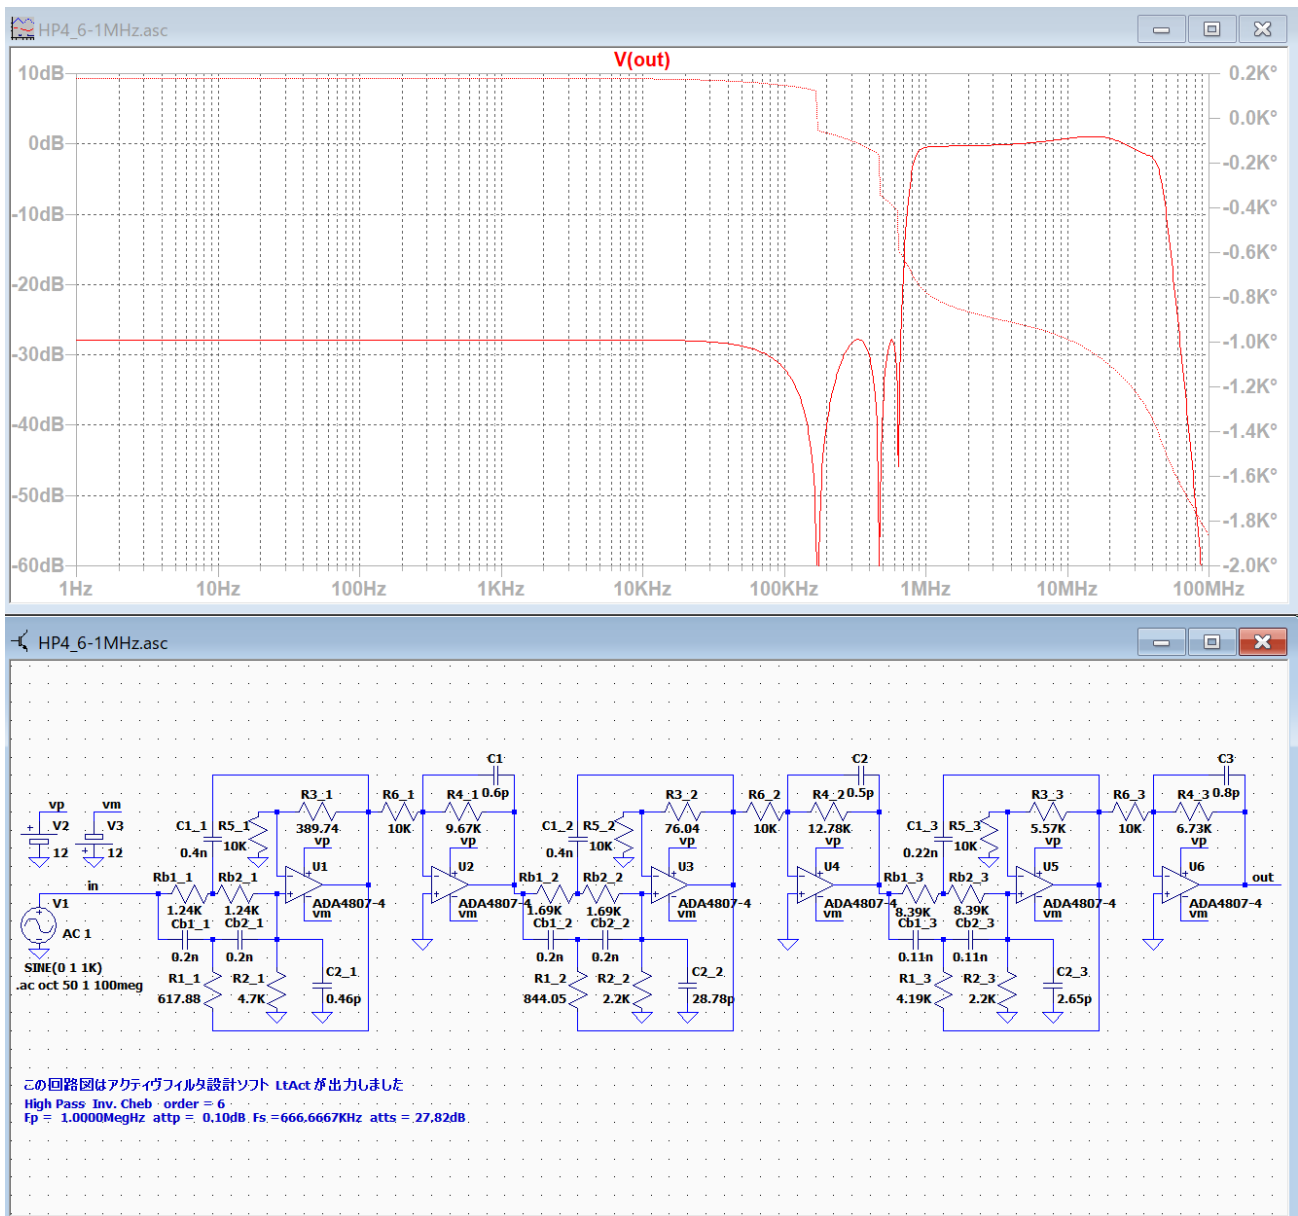 HP4_6-1MHz.asc
V(out)
10dB
0dB
-10dB
-20dB
-30dB
-40dB
-50dB
-60dB
0.2K°
0.0K°
-0.2K°
-0.4K°
-0.6K°
-0.8K°
-1.0K°
-1.2K°
-1.4K°
-1.6K°
-1.8K°
-2.0K°
1Hz 10Hz 100Hz 1KHz 10KHz 100KHz 1MHz 10MHz 100MHz
HP4_6-1MHz.asc
C1 C2 C3
0.6p 0.5p 0.8p
vp vm R3_1 R6_1 R4_1 R3_2 R6_2 R4_2 R3_3 R6_3 R4_3
V2 V3 C1_1 R5_1 C1_2 R5_2 C1_3 R5_3
389.74 10K 9.67K 76.04 10K 12.78K 5.57K 10K 6.73K
vp vp vp vp vp vp
12 12 0.4n 10K 0.4n 10K 0.22n 10K
U1 U2 U3 U4 U5 U6
in Rb1_1 Rb2_1 Rb1_2 Rb2_2 Rb1_3 Rb2_3 out
V1 ADA4807-4 ADA4807-4 ADA4807-4 ADA4807-4 ADA4807-4 ADA4807-4
1.24K 1.24K 1.69K 1.69K 8.39K 8.39K
vm vm vm vm vm vm
Cb1_1 Cb2_1 Cb1_2 Cb2_2 Cb1_3 Cb2_3
AC 1
0.2n 0.2n 0.2n 0.2n 0.11n 0.11n
SINE(0 1 1K)
R1_1 R2_1 C2_1 R1_2 R2_2 C2_2 R1_3 R2_3 C2_3
.ac oct 50 1 100meg
617.88 4.7K 0.46p 844.05 2.2K 28.78p 4.19K 2.2K 2.65p
この回路図はアクティヴフィルタ設計ソフト LtAct が出力しました
High Pass Inv. Cheb order = 6
Fp = 1.0000MegHz attp = 0.10dB Fs =666.6667KHz atts = 27.82dB